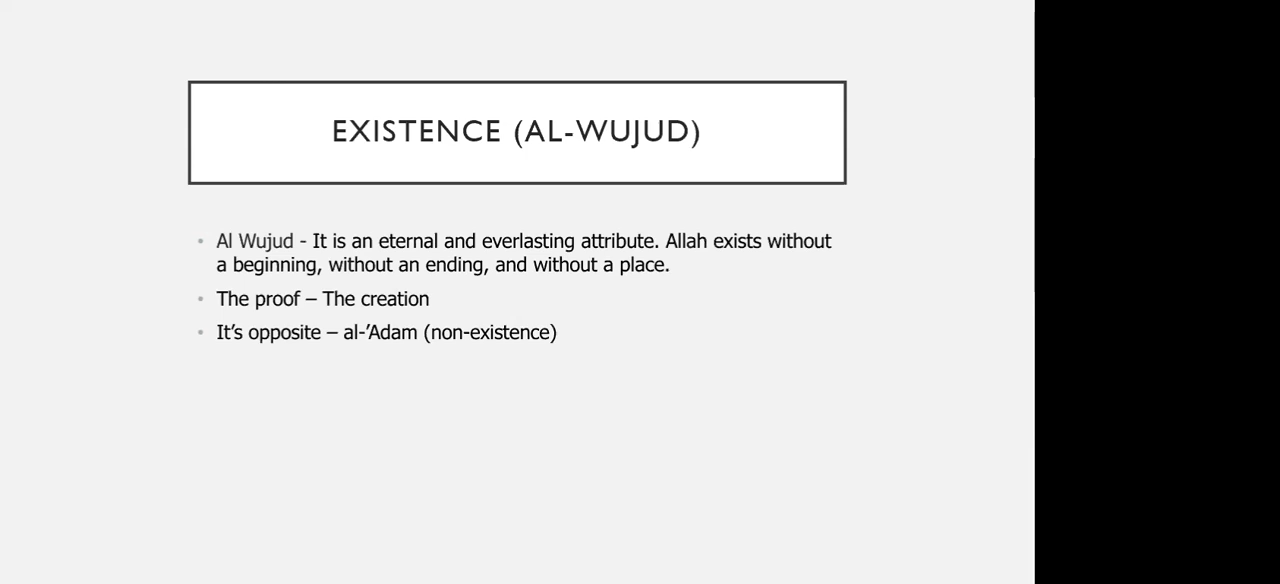 EXISTENCE (AL-WUJUD)
• Al Wujud - It is an eternal and everlasting attribute. Allah exists without
a beginning, without an ending, and without a place.
• The proof – The creation
• It’s opposite – al-’Adam (non-existence)